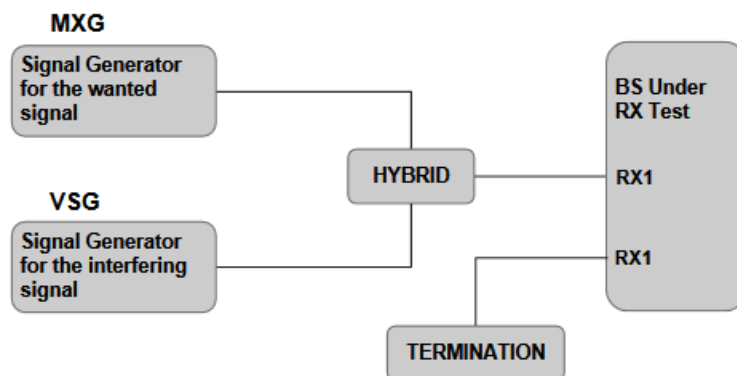 MXG
Signal Generator
for the wanted
signal
VSG
Signal Generator
for the interfering
signal
HYBRID
TERMINATION
BS Under
RX Test
RX1
RX1